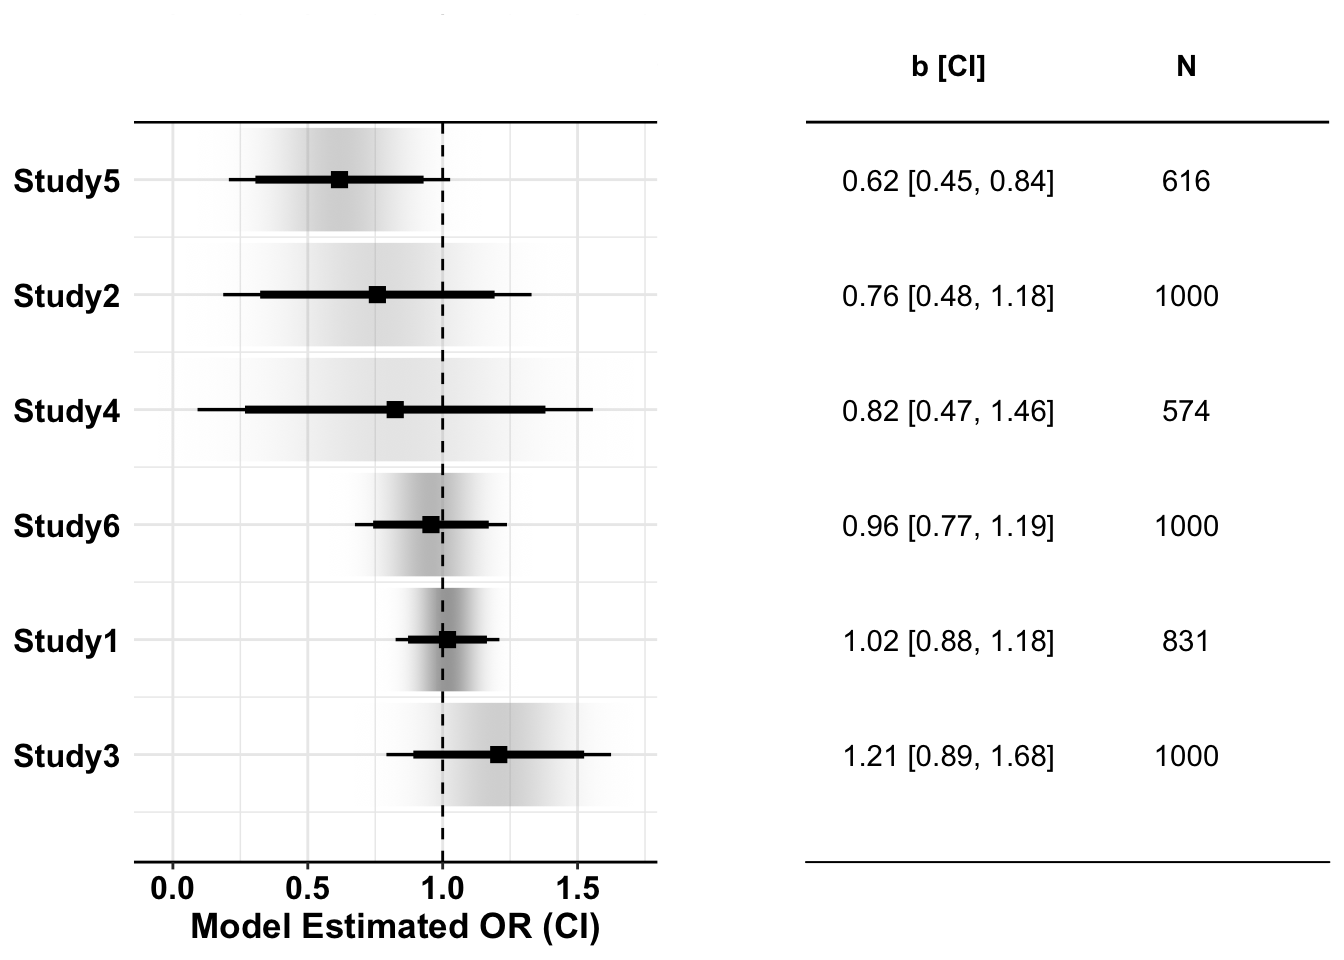 b [CI] N
Study5 0.62 [0.45, 0.84] 616
Study2 0.76 [0.48, 1.18] 1000
Study4 0.82 [0.47, 1.46] 574
Study6 0.96 [0.77, 1.19] 1000
Study1 1.02 [0.88, 1.18] 831
Study3 1.21 [0.89, 1.68] 1000
0.0 0.5 1.0 1.5
Model Estimated OR (CI)